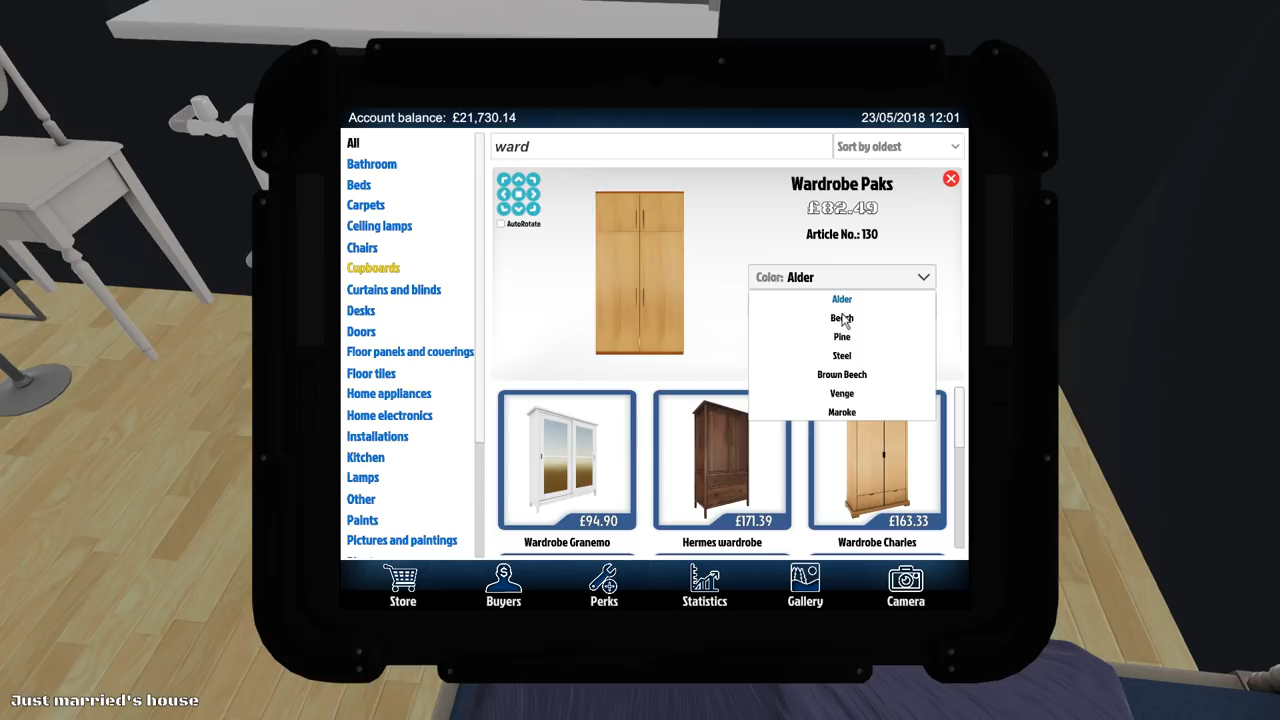 Account balance: £21,730.14
23/05/2018 12:01
All
Bathroom
Beds
Carpets
Ceiling lamps
Chairs
Cupboards
Curtains and blinds
Desks
Doors
Floor panels and coverings
Floor tiles
Home appliances
Home electronics
Installations
Kitchen
Lamps
Other
Paints
Pictures and paintings
ward
Sort by oldest
AutoRotate
Wardrobe Paks
£82.49
Article No.: 130
Color: Alder
Alder
Beech
Pine
Steel
Brown Beech
Venge
Maroke
£94.90
£171.39
£163.33
Wardrobe Granemo
Hermes wardrobe
Wardrobe Charles
Store
Buyers
Perks
Statistics
Gallery
Camera
Just married's house